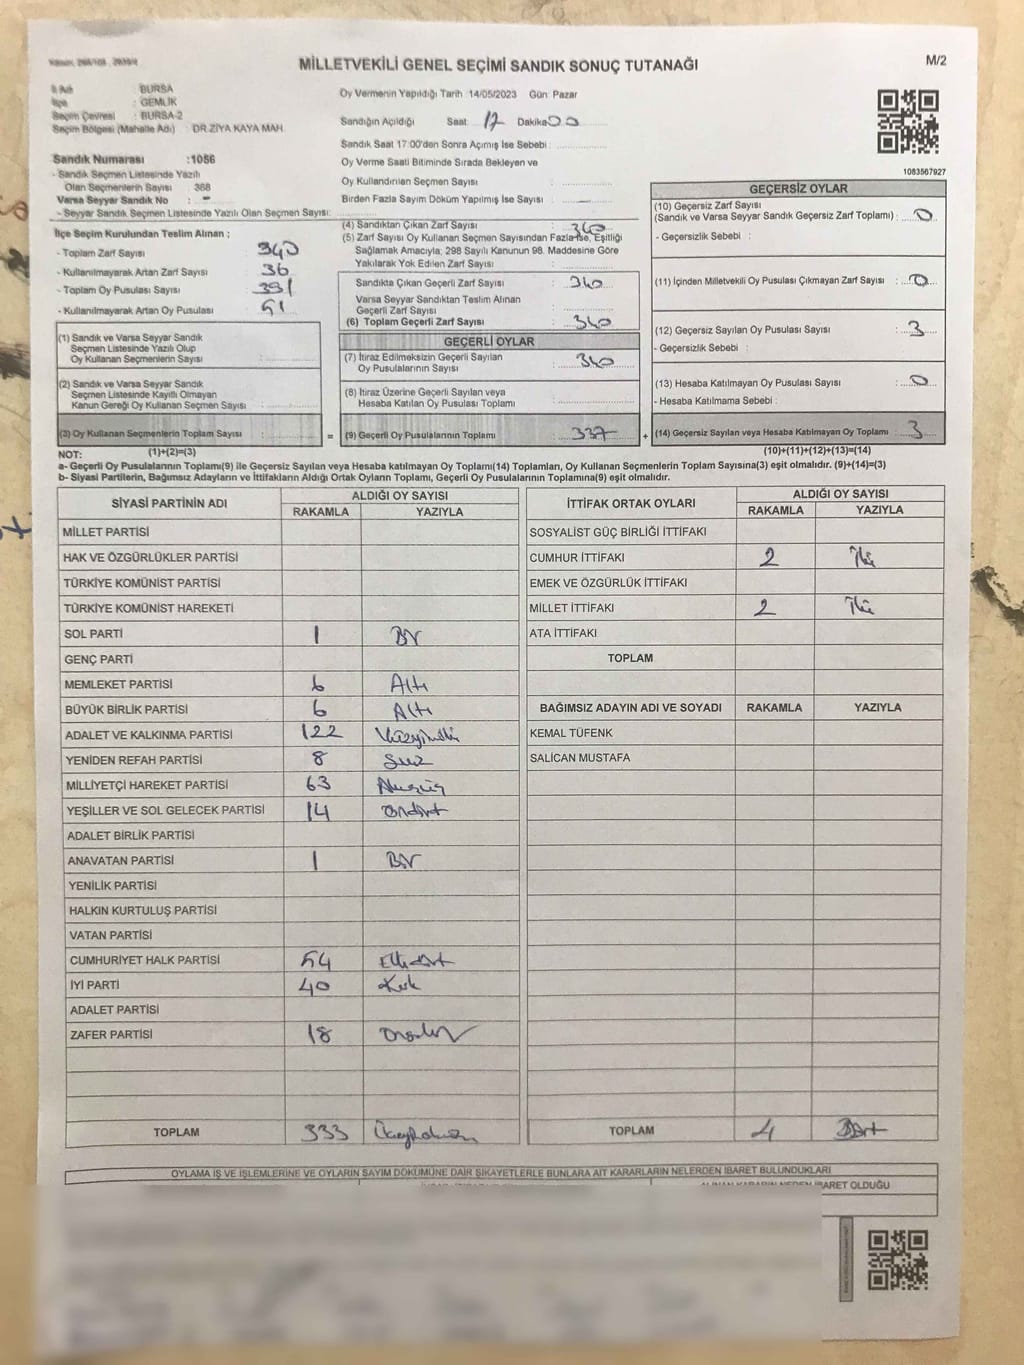 MİLLETVEKİLİ GENEL SEÇİMİ SANDIK SONUÇ TUTANAĞI
M/2
İl Adı : BURSA
İlçe : GEMLİK
Seçim Çevresi : BURSA-2
Seçim Bölgesi (Mahalle Adı) : DR.ZİYA KAYA MAH.
Oy Vermenin Yapıldığı Tarih :14/05/2023 Gün: Pazar
Sandığın Açıldığı Saat 17 Dakika 00
Sandık Saat 17:00'den Sonra Açımış İse Sebebi :
Oy Verme Saati Bitiminde Sırada Bekleyen ve
Oy Kullandırılan Seçmen Sayısı :
Birden Fazla Sayım Döküm Yapılmış İse Sayısı :
1083567927
Sandık Numarası :1056
- Sandık Seçmen Listesinde Yazılı
Olan Seçmenlerin Sayısı : 368
Varsa Seyyar Sandık No : -
- Seyyar Sandık Seçmen Listesinde Yazılı Olan Seçmen Sayısı:
İlçe Seçim Kurulundan Teslim Alınan :
- Toplam Zarf Sayısı : 340
- Kullanılmayarak Artan Zarf Sayısı : 36
- Toplam Oy Pusulası Sayısı : 391
- Kullanılmayarak Artan Oy Pusulası : 51
(1) Sandık ve Varsa Seyyar Sandık
Seçmen Listesinde Yazılı Olup
Oy Kullanan Seçmenlerin Sayısı :
(2) Sandık ve Varsa Seyyar Sandık
Seçmen Listesinde Kayıtlı Olmayan
Kanun Gereği Oy Kullanan Seçmen Sayısı :
(3) Oy Kullanan Seçmenlerin Toplam Sayısı :
(1)+(2)=(3)
(4) Sandıktan Çıkan Zarf Sayısı : 340
(5) Zarf Sayısı Oy Kullanan Seçmen Sayısından Fazla İse, Eşitliği
Sağlamak Amacıyla; 298 Sayılı Kanunun 98. Maddesine Göre
Yakılarak Yok Edilen Zarf Sayısı :
Sandıkta Çıkan Geçerli Zarf Sayısı : 340
Varsa Seyyar Sandıktan Teslim Alınan
Geçerli Zarf Sayısı :
(6) Toplam Geçerli Zarf Sayısı : 340
GEÇERLİ OYLAR
(7) İtiraz Edilmeksizin Geçerli Sayılan
Oy Pusulalarının Sayısı : 340
(8) İtiraz Üzerine Geçerli Sayılan veya
Hesaba Katılan Oy Pusulası Toplamı :
= (9) Geçerli Oy Pusulalarının Toplamı : 337
GEÇERSİZ OYLAR
(10) Geçersiz Zarf Sayısı
(Sandık ve Varsa Seyyar Sandık Geçersiz Zarf Toplamı) : 0
- Geçersizlik Sebebi :
(11) İçinden Milletvekili Oy Pusulası Çıkmayan Zarf Sayısı : 0
(12) Geçersiz Sayılan Oy Pusulası Sayısı : 3
- Geçersizlik Sebebi :
(13) Hesaba Katılmayan Oy Pusulası Sayısı : 0
- Hesaba Katılmama Sebebi :
+ (14) Geçersiz Sayılan veya Hesaba Katılmayan Oy Toplamı : 3
(10)+(11)+(12)+(13)=(14)
NOT:
a- Geçerli Oy Pusulalarının Toplamı(9) ile Geçersiz Sayılan veya Hesaba katılmayan Oy Toplamı(14) Toplamları, Oy Kullanan Seçmenlerin Toplam Sayısına(3) eşit olmalıdır. (9)+(14)=(3)
b- Siyasi Partilerin, Bağımsız Adayların ve İttifakların Aldığı Ortak Oyların Toplamı, Geçerli Oy Pusulalarının Toplamına(9) eşit olmalıdır.
SİYASİ PARTİNİN ADI ALDIĞI OY SAYISI
RAKAMLA YAZIYLA
MİLLET PARTİSİ
HAK VE ÖZGÜRLÜKLER PARTİSİ
TÜRKİYE KOMÜNİST PARTİSİ
TÜRKİYE KOMÜNİST HAREKETİ
SOL PARTİ 1 Bir
GENÇ PARTİ
MEMLEKET PARTİSİ 6 Altı
BÜYÜK BİRLİK PARTİSİ 6 Altı
ADALET VE KALKINMA PARTİSİ 122
YENİDEN REFAH PARTİSİ 8 Sekiz
MİLLİYETÇİ HAREKET PARTİSİ 63
YEŞİLLER VE SOL GELECEK PARTİSİ 14 Ondört
ADALET BİRLİK PARTİSİ
ANAVATAN PARTİSİ 1 Bir
YENİLİK PARTİSİ
HALKIN KURTULUŞ PARTİSİ
VATAN PARTİSİ
CUMHURİYET HALK PARTİSİ 54 Ellidört
İYİ PARTİ 40 Kırk
ADALET PARTİSİ
ZAFER PARTİSİ 18 Onsekiz
TOPLAM 333
İTTİFAK ORTAK OYLARI ALDIĞI OY SAYISI
RAKAMLA YAZIYLA
SOSYALİST GÜÇ BİRLİĞİ İTTİFAKI
CUMHUR İTTİFAKI 2 İki
EMEK VE ÖZGÜRLÜK İTTİFAKI
MİLLET İTTİFAKI 2 İki
ATA İTTİFAKI
TOPLAM
BAĞIMSIZ ADAYIN ADI VE SOYADI RAKAMLA YAZIYLA
KEMAL TÜFENK
SALİCAN MUSTAFA
TOPLAM 4 Dört
OYLAMA İŞ VE İŞLEMLERİNE VE OYLARIN SAYIM DÖKÜMÜNE DAİR ŞİKAYETLERLE BUNLARA AİT KARARLARIN NELERDEN İBARET BULUNDUKLARI
ALINAN KARARIN NEDEN İBARET OLDUĞU